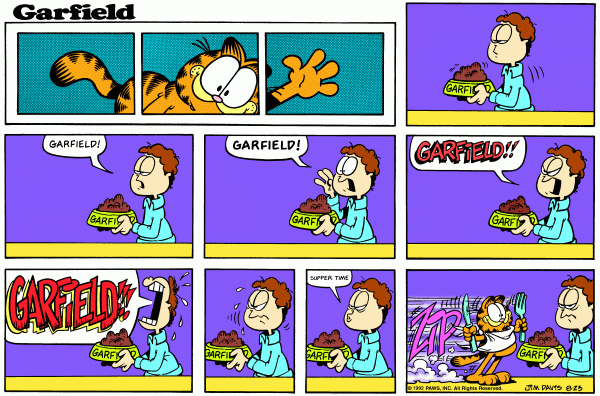 Garfield
GARFI
GARFIELD!
GARFI
GARFIELD!
GARFI
GARFIELD!!
GARFI
GARFIELD!!
GARFI
GARFI
SUPPER TIME
GARFI
ZIP
GARFI
© 1992 PAWS, INC. All Rights Reserved.
JIM DAVIS 8-23